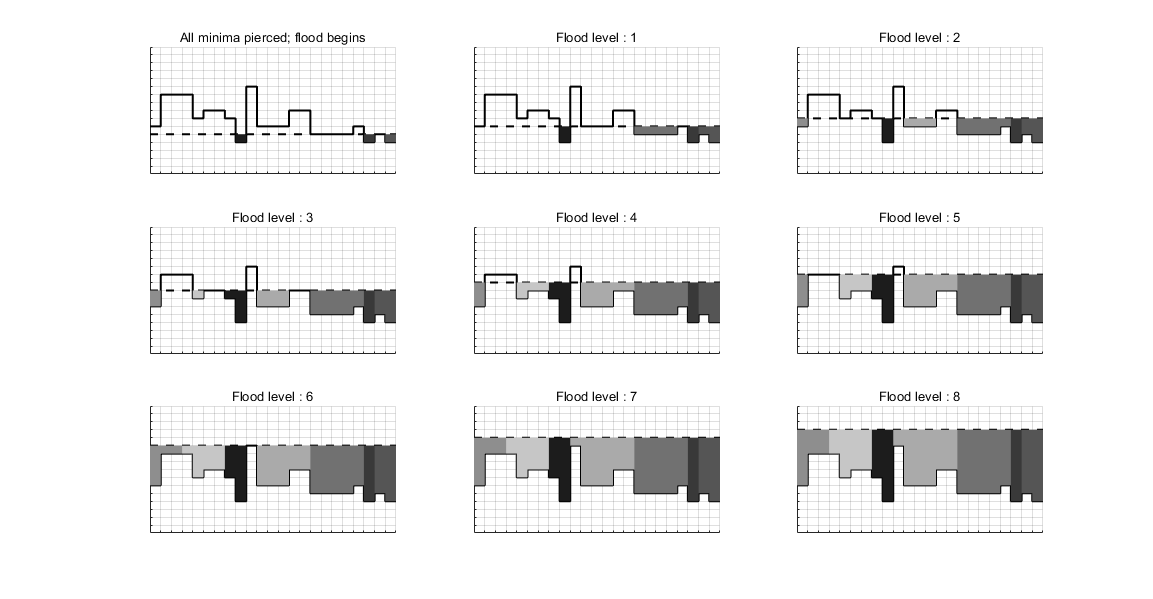 All minima pierced; flood begins
Flood level : 1
Flood level : 2
Flood level : 3
Flood level : 4
Flood level : 5
Flood level : 6
Flood level : 7
Flood level : 8